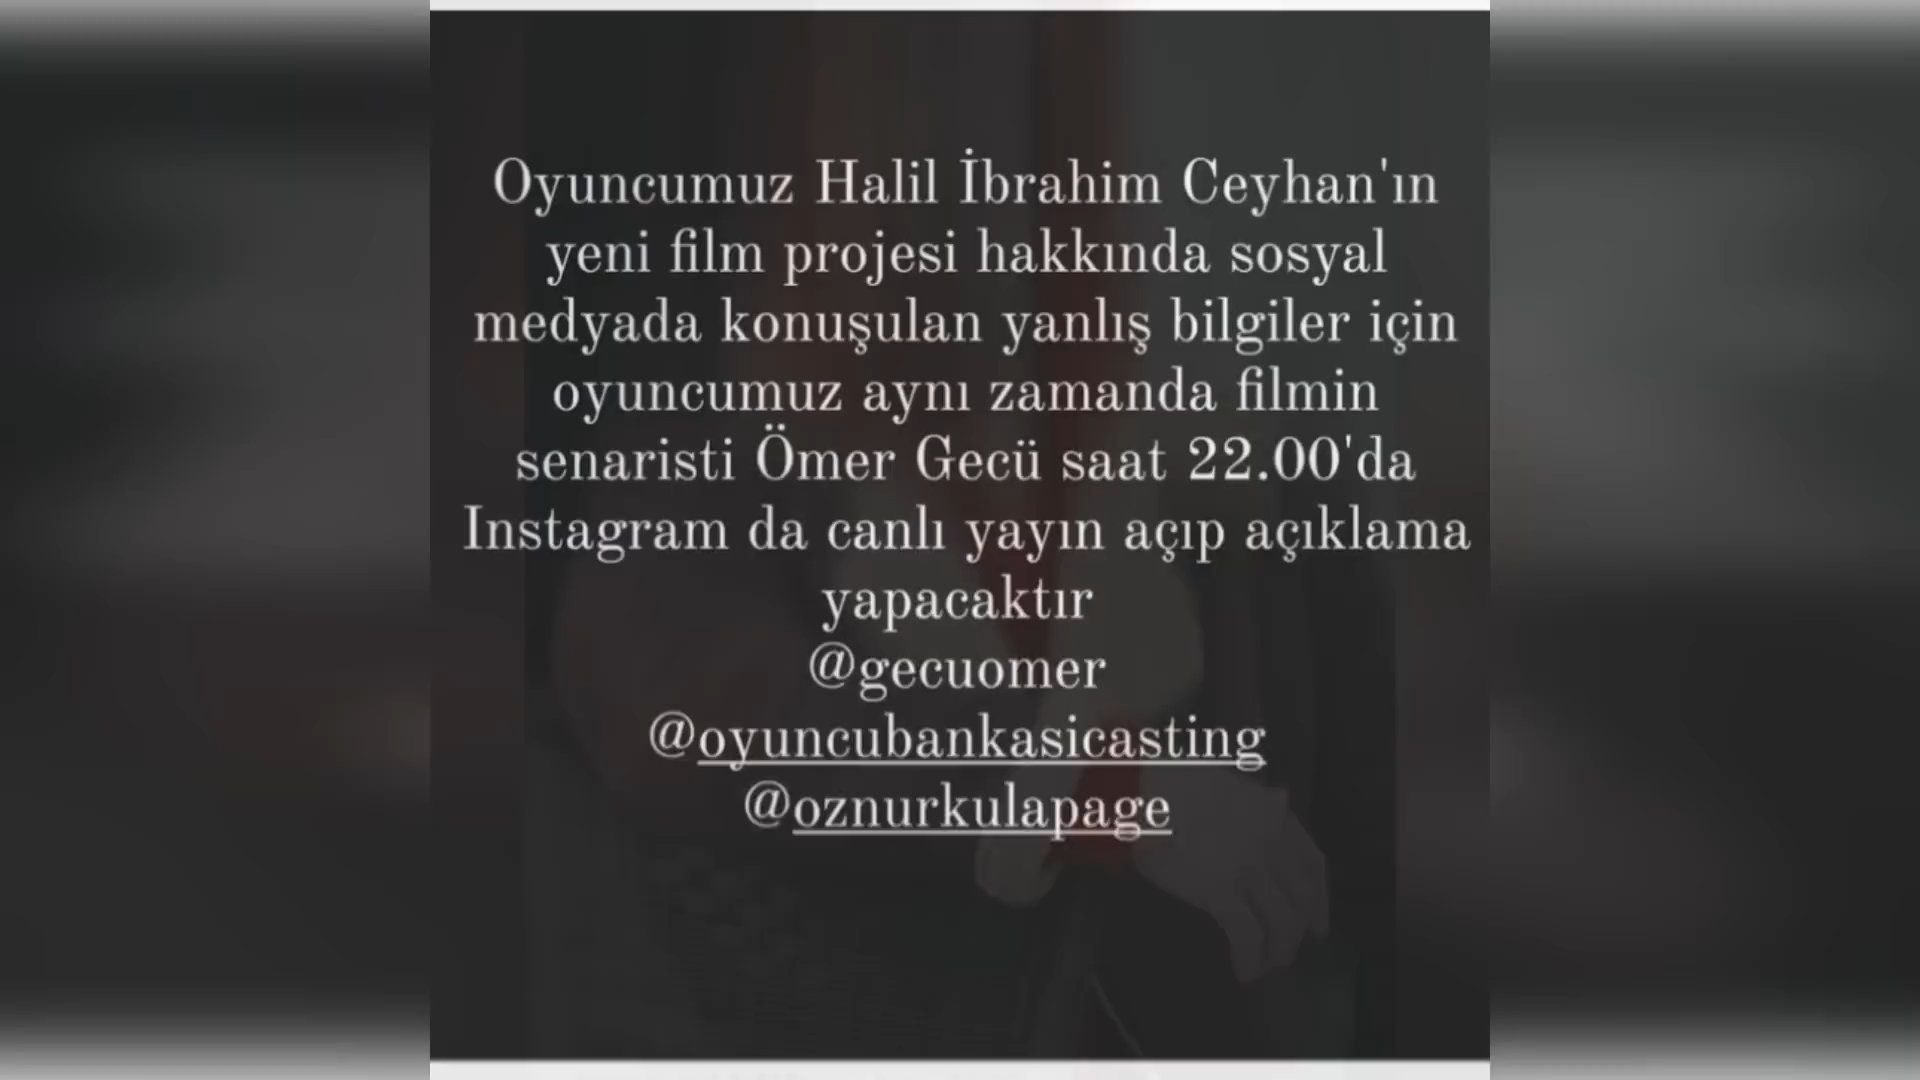 Oyuncumuz Halil İbrahim Ceyhan'ın
yeni film projesi hakkında sosyal
medyada konuşulan yanlış bilgiler için
oyuncumuz aynı zamanda filmin
senaristi Ömer Gecü saat 22.00'da
Instagram da canlı yayın açıp açıklama
yapacaktır
@gecuomer
@oyuncubankasicasting
@oznurkulapage